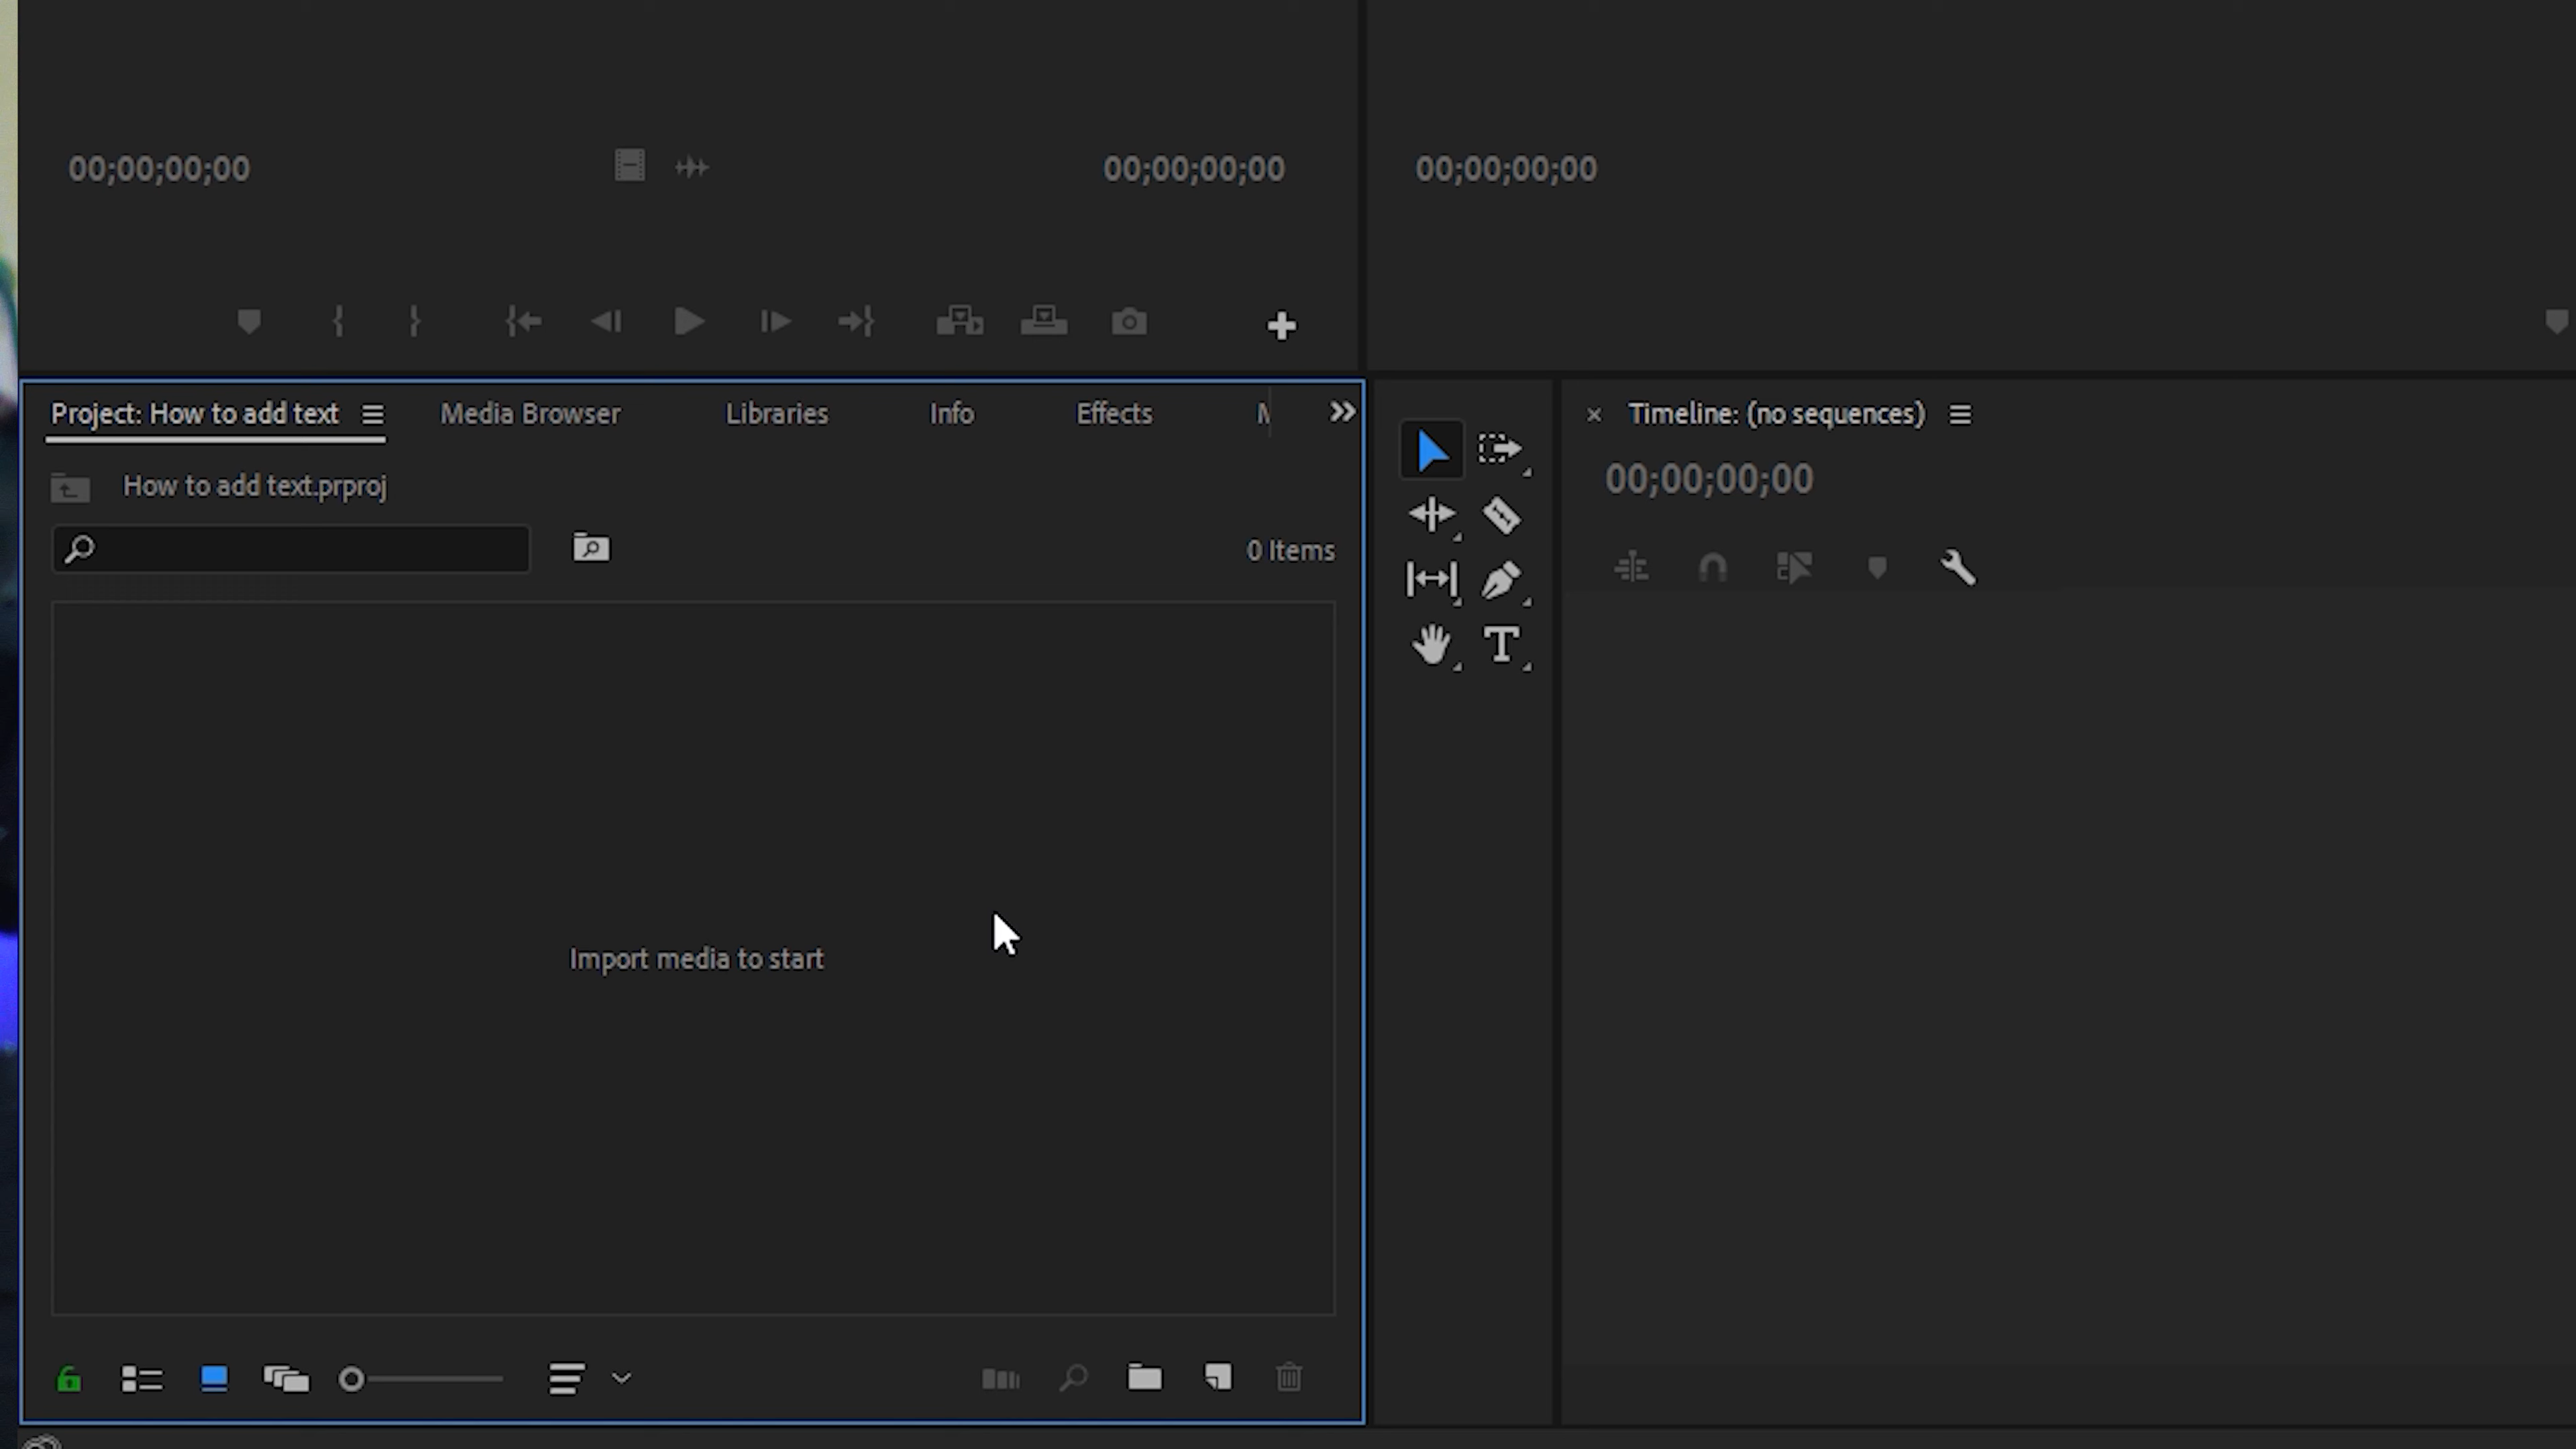 00;00;00;00
00;00;00;00
00;00;00;00
Project: How to add text
Media Browser
Libraries
Info
Effects
Timeline: (no sequences)
How to add text.prproj
00;00;00;00
0 Items
Import media to start